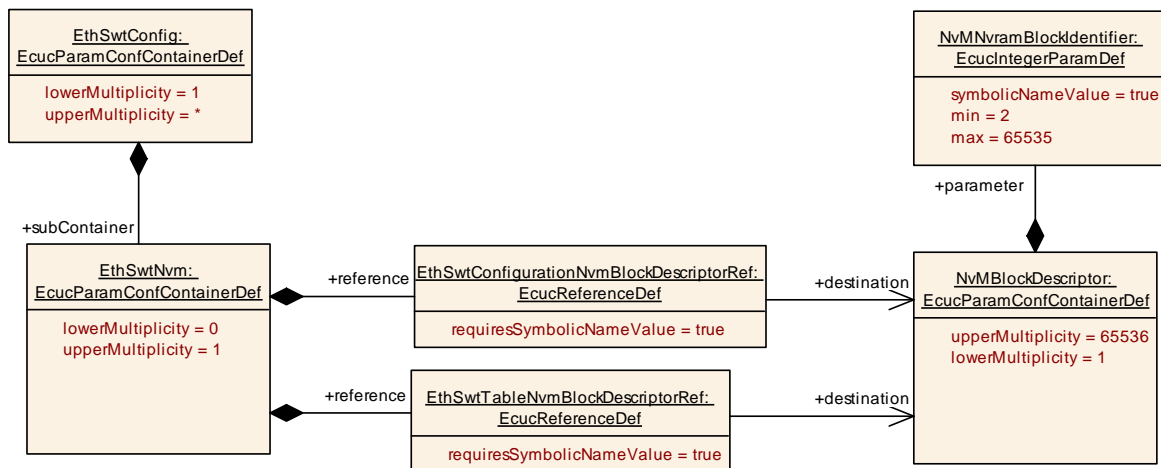 EthSwtConfig:
EcucParamConfContainerDef
lowerMultiplicity = 1
upperMultiplicity = *
NvMNvramBlockIdentifier:
EcucIntegerParamDef
symbolicNameValue = true
min = 2
max = 65535
+parameter
+subContainer
EthSwtNvm:
EcucParamConfContainerDef
lowerMultiplicity = 0
upperMultiplicity = 1
+reference
EthSwtConfigurationNvmBlockDescriptorRef:
EcucReferenceDef
requiresSymbolicNameValue = true
+destination
NvMBlockDescriptor:
EcucParamConfContainerDef
upperMultiplicity = 65536
lowerMultiplicity = 1
+reference
EthSwtTableNvmBlockDescriptorRef:
EcucReferenceDef
requiresSymbolicNameValue = true
+destination